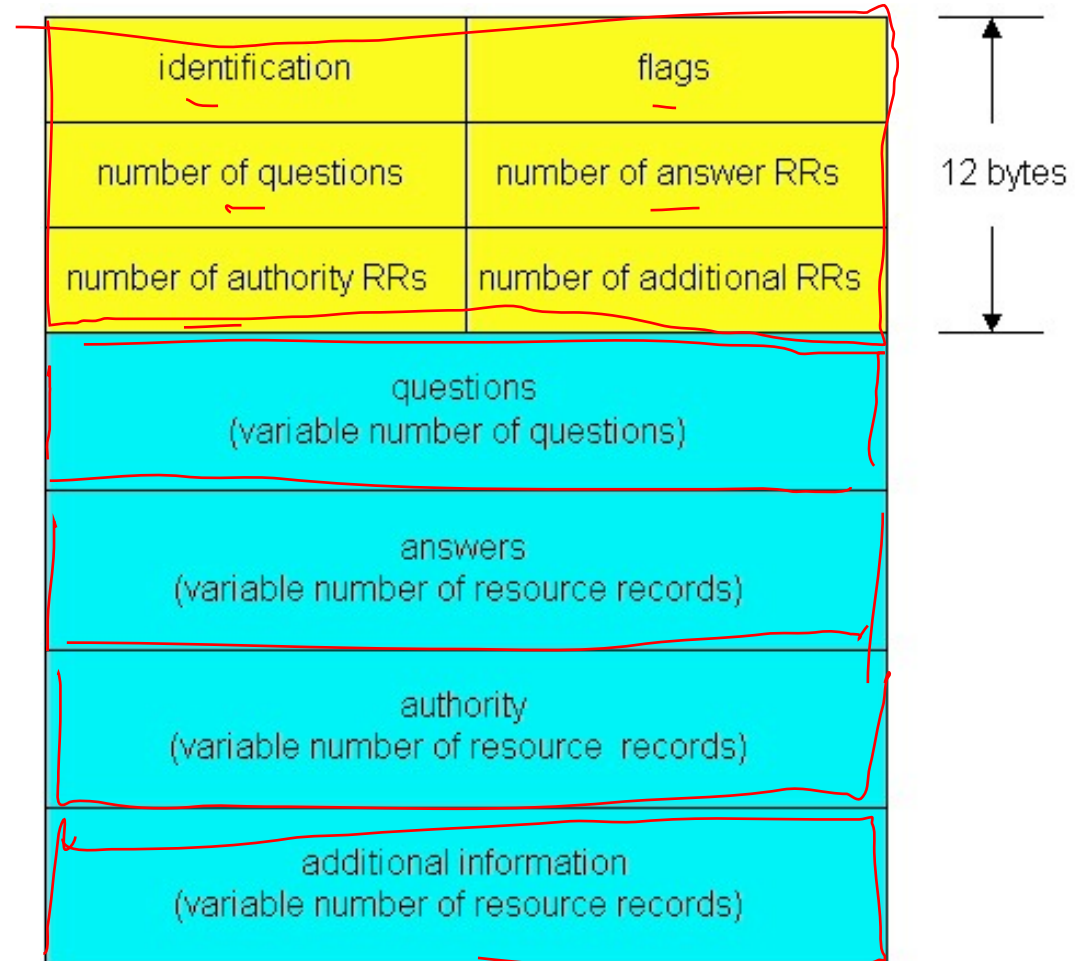 identification
flags
number of questions
number of answer RRs
12 bytes
number of authority RRs
number of additional RRs
questions
(variable number of questions)
answers
(variable number of resource records)
authority
(variable number of resource records)
additional information
(variable number of resource records)